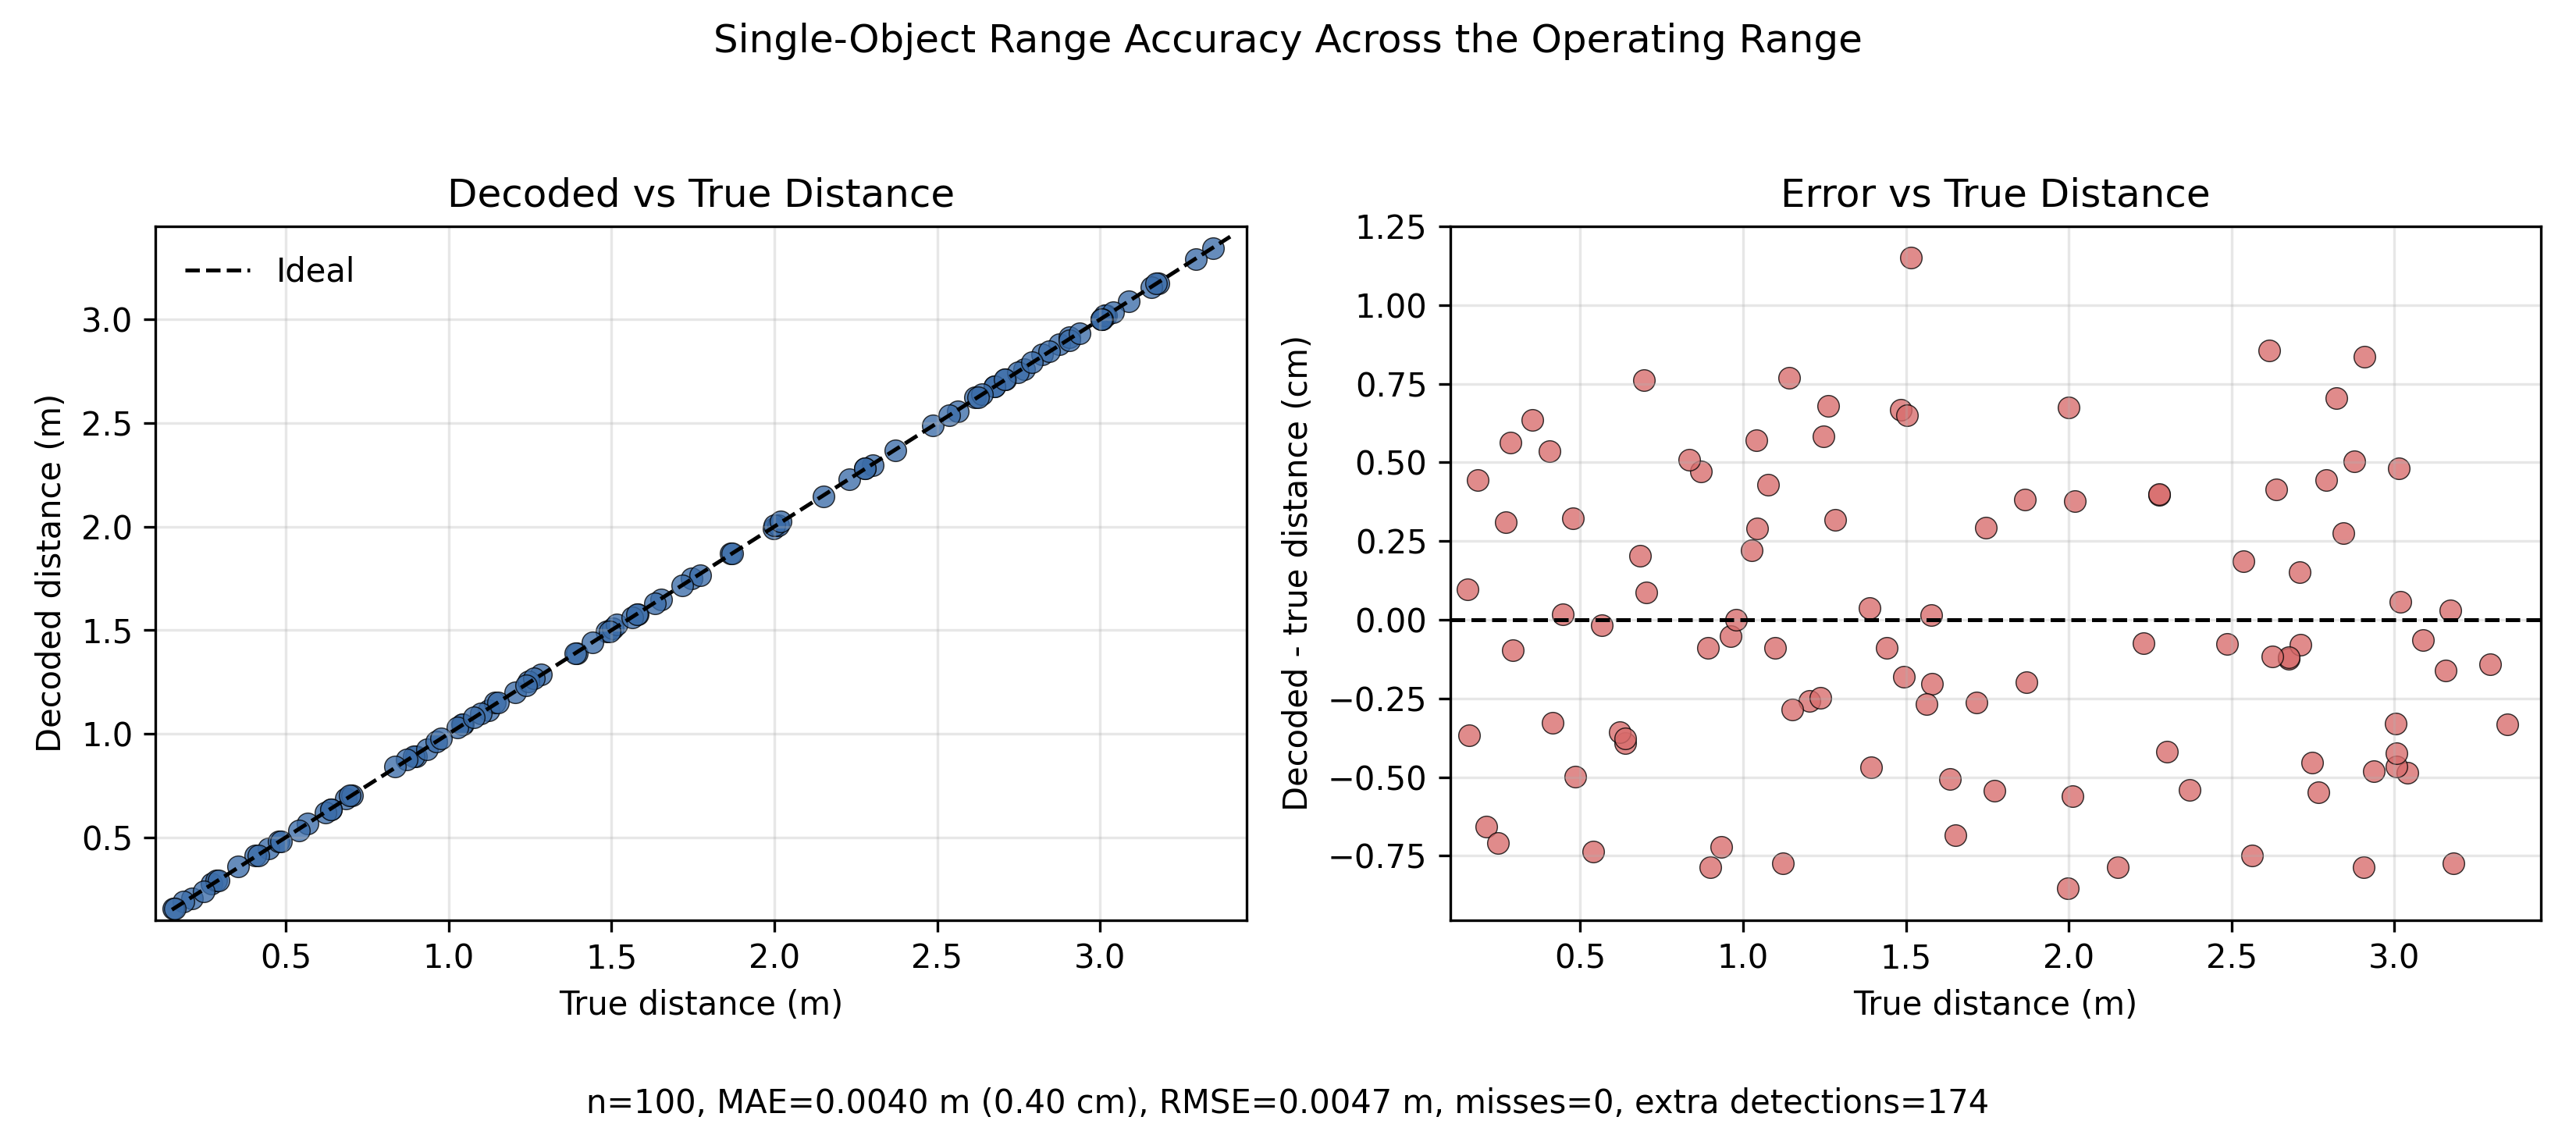 Single-Object Range Accuracy Across the Operating Range
Decoded vs True Distance
Ideal
Decoded distance (m)
3.0
2.5
2.0
1.5
1.0
0.5
0.5 1.0 1.5 2.0 2.5 3.0
True distance (m)
Error vs True Distance
Decoded - true distance (cm)
1.25
1.00
0.75
0.50
0.25
0.00
−0.25
−0.50
−0.75
0.5 1.0 1.5 2.0 2.5 3.0
True distance (m)
n=100, MAE=0.0040 m (0.40 cm), RMSE=0.0047 m, misses=0, extra detections=174